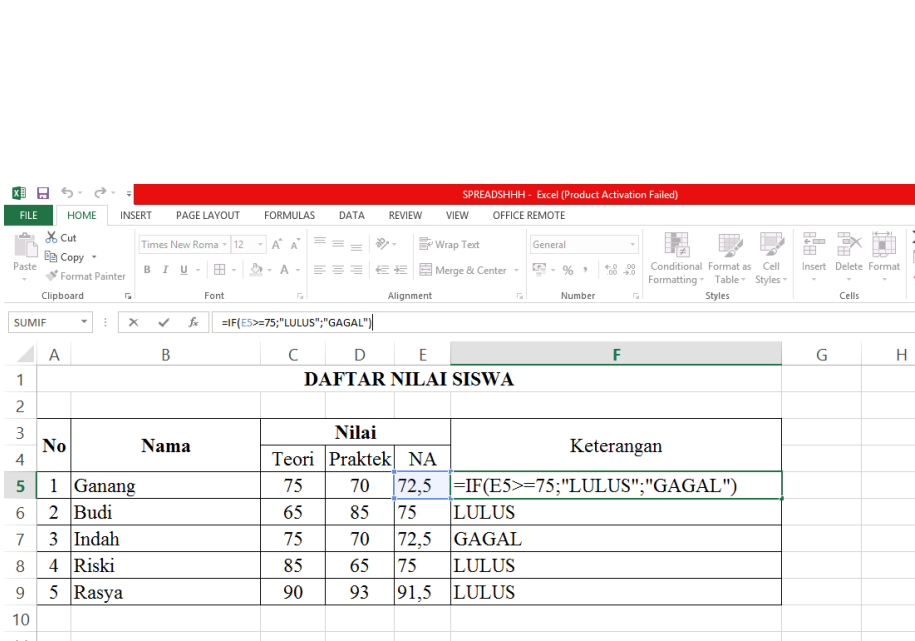 SPREADSHHH - Excel (Product Activation Failed)
FILE HOME INSERT PAGE LAYOUT FORMULAS DATA REVIEW VIEW OFFICE REMOTE
Paste
Cut
Copy
Format Painter
Clipboard
Times New Roma 12 A A
B I U A
Font
Wrap Text
Merge & Center
Alignment
General
% ,
Number
Conditional Formatting
Format as Table
Cell Styles
Styles
Insert Delete Format
Cells
SUMIF fx =IF(E5>=75;"LULUS";"GAGAL")
A B C D E F G H
1 DAFTAR NILAI SISWA
2
3 No Nama Nilai Keterangan
4 Teori Praktek NA
5 1 Ganang 75 70 72,5 =IF(E5>=75;"LULUS";"GAGAL")
6 2 Budi 65 85 75 LULUS
7 3 Indah 75 70 72,5 GAGAL
8 4 Riski 85 65 75 LULUS
9 5 Rasya 90 93 91,5 LULUS
10